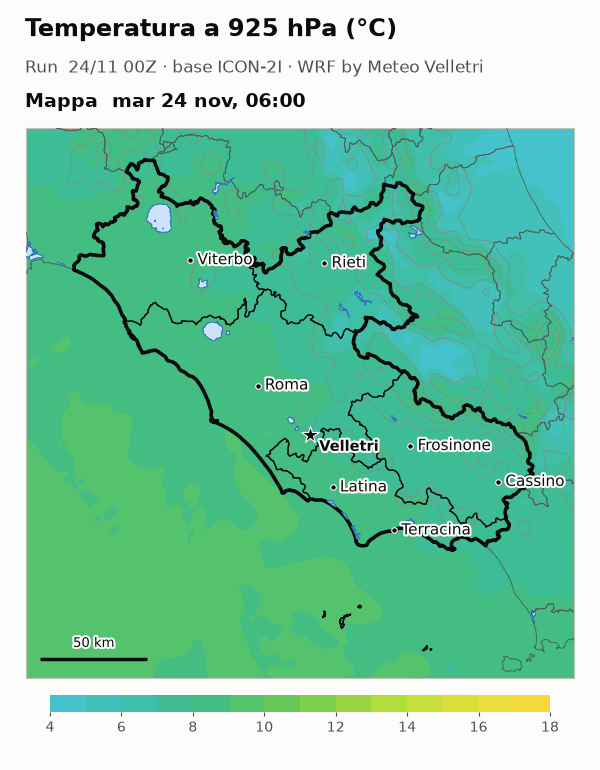 Temperatura a 925 hPa (°C)
Run  24/11 00Z · base ICON-2I · WRF by Meteo Velletri
Mappa  mar 24 nov, 06:00
Viterbo
Rieti
Roma
Velletri
Frosinone
Latina
Cassino
Terracina
50 km
4 6 8 10 12 14 16 18